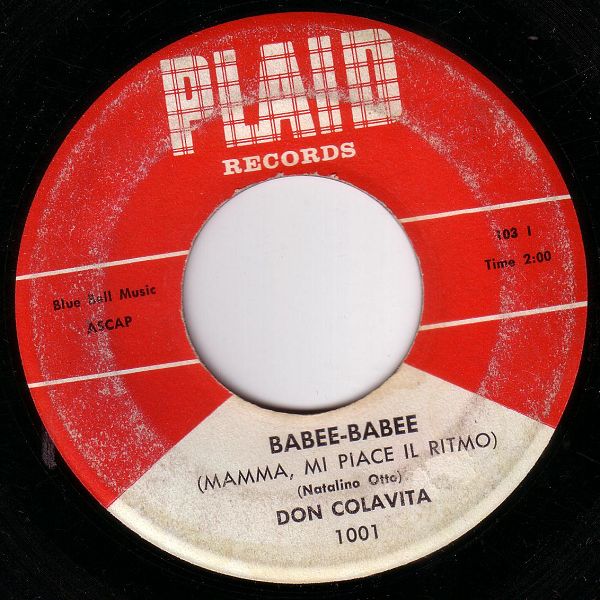 PLAID
RECORDS
103 I
Time 2:00
Blue Bell Music
ASCAP
BABEE-BABEE
(MAMMA, MI PIACE IL RITMO)
(Natalino Otto)
DON COLAVITA
1001